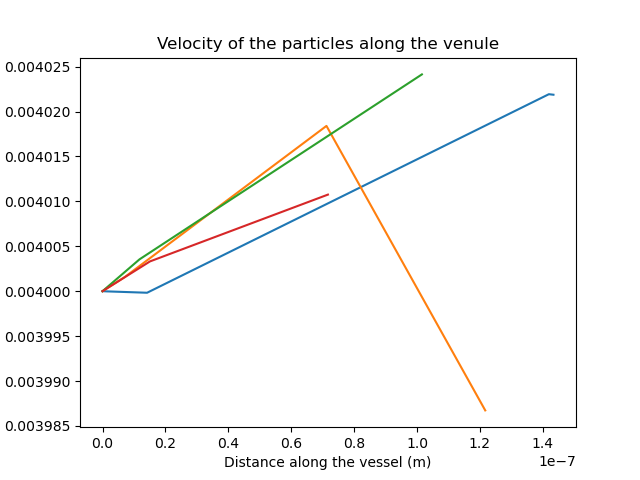 Velocity of the particles along the venule
0.004025
0.004020
0.004015
0.004010
0.004005
0.004000
0.003995
0.003990
0.003985
0.0 0.2 0.4 0.6 0.8 1.0 1.2 1.4
1e−7
Distance along the vessel (m)